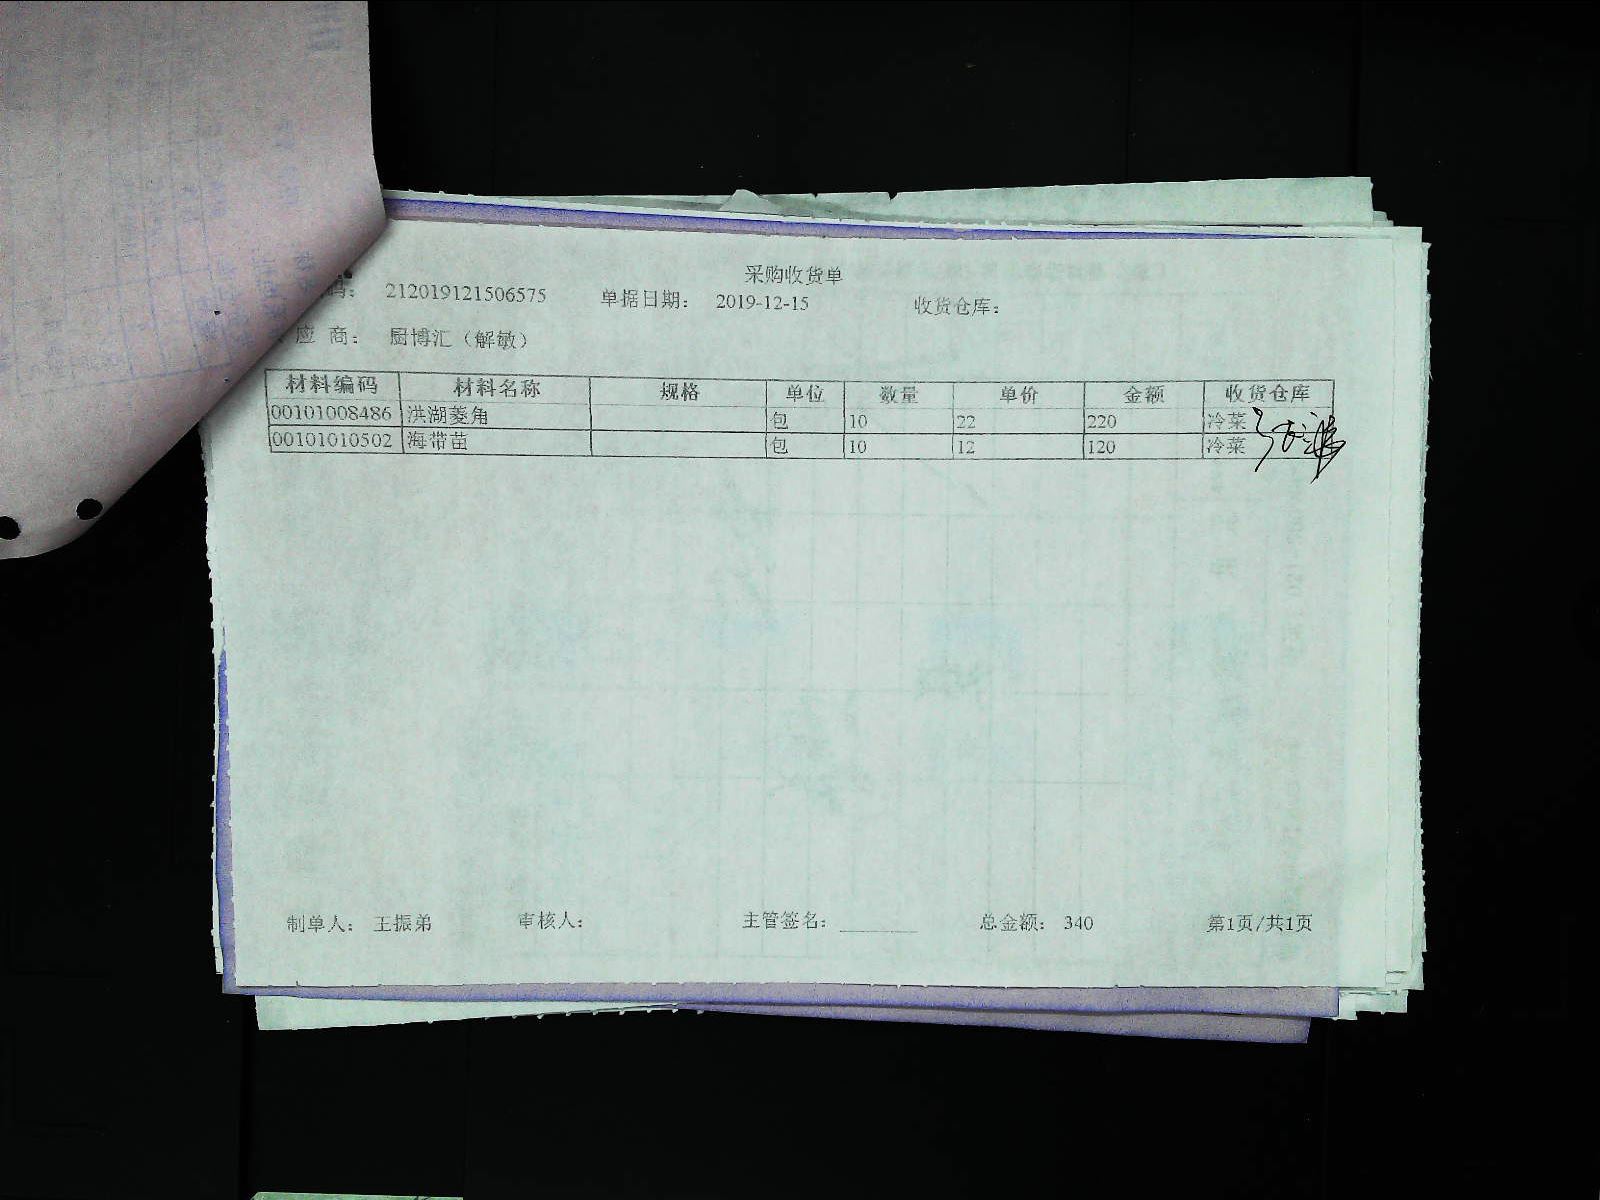 采购收货单
码： 212019121506575 单据日期： 2019-12-15 收货仓库：
应 商： 厨博汇（解敏）
材料编码 材料名称 规格 单位 数量 单价 金额 收货仓库
00101008486 洪湖菱角 包 10 22 220 冷菜
00101010502 海带苗 包 10 12 120 冷菜
制单人： 王振弟 审核人： 主管签名： 总金额： 340 第1页/共1页